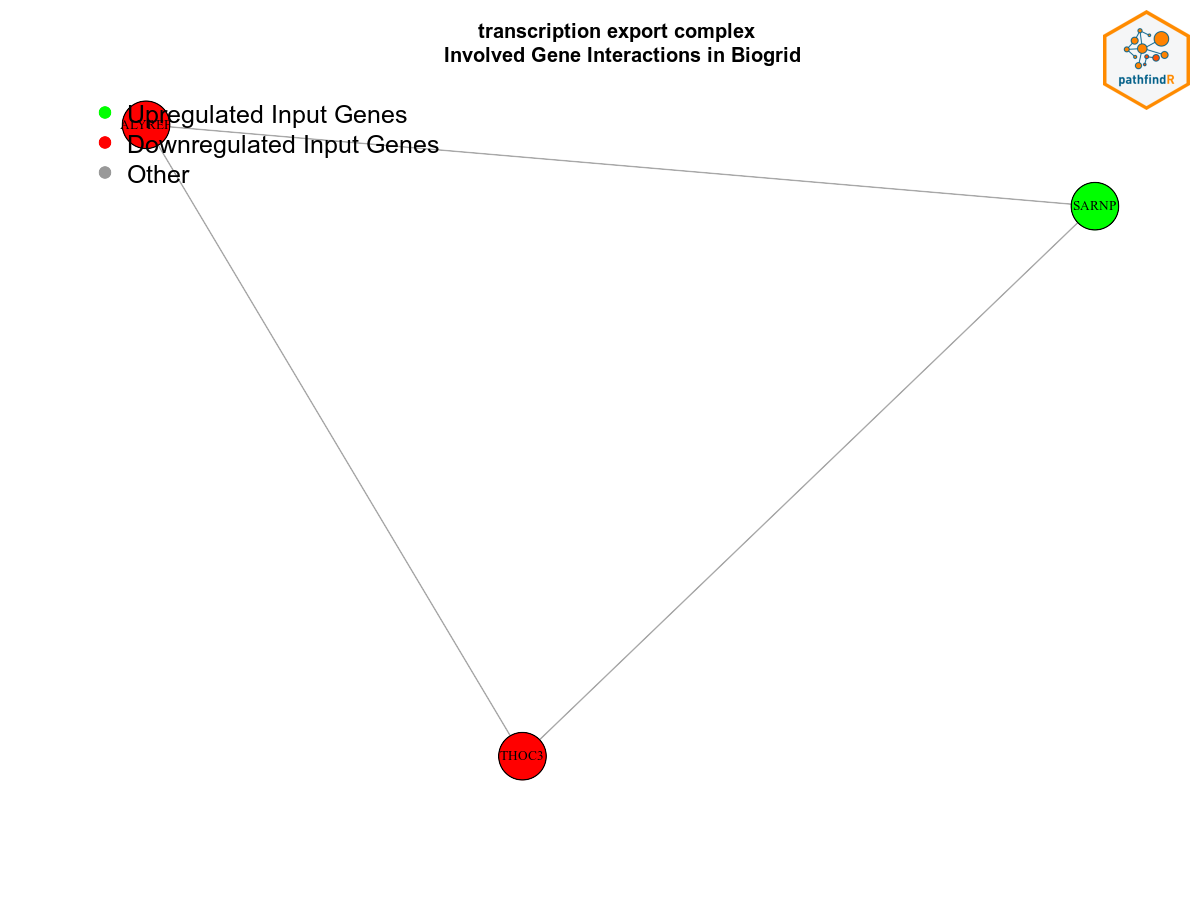 transcription export complex
Involved Gene Interactions in Biogrid
pathfindR
Upregulated Input Genes
ALYREF
Downregulated Input Genes
Other
SARNP
THOC3